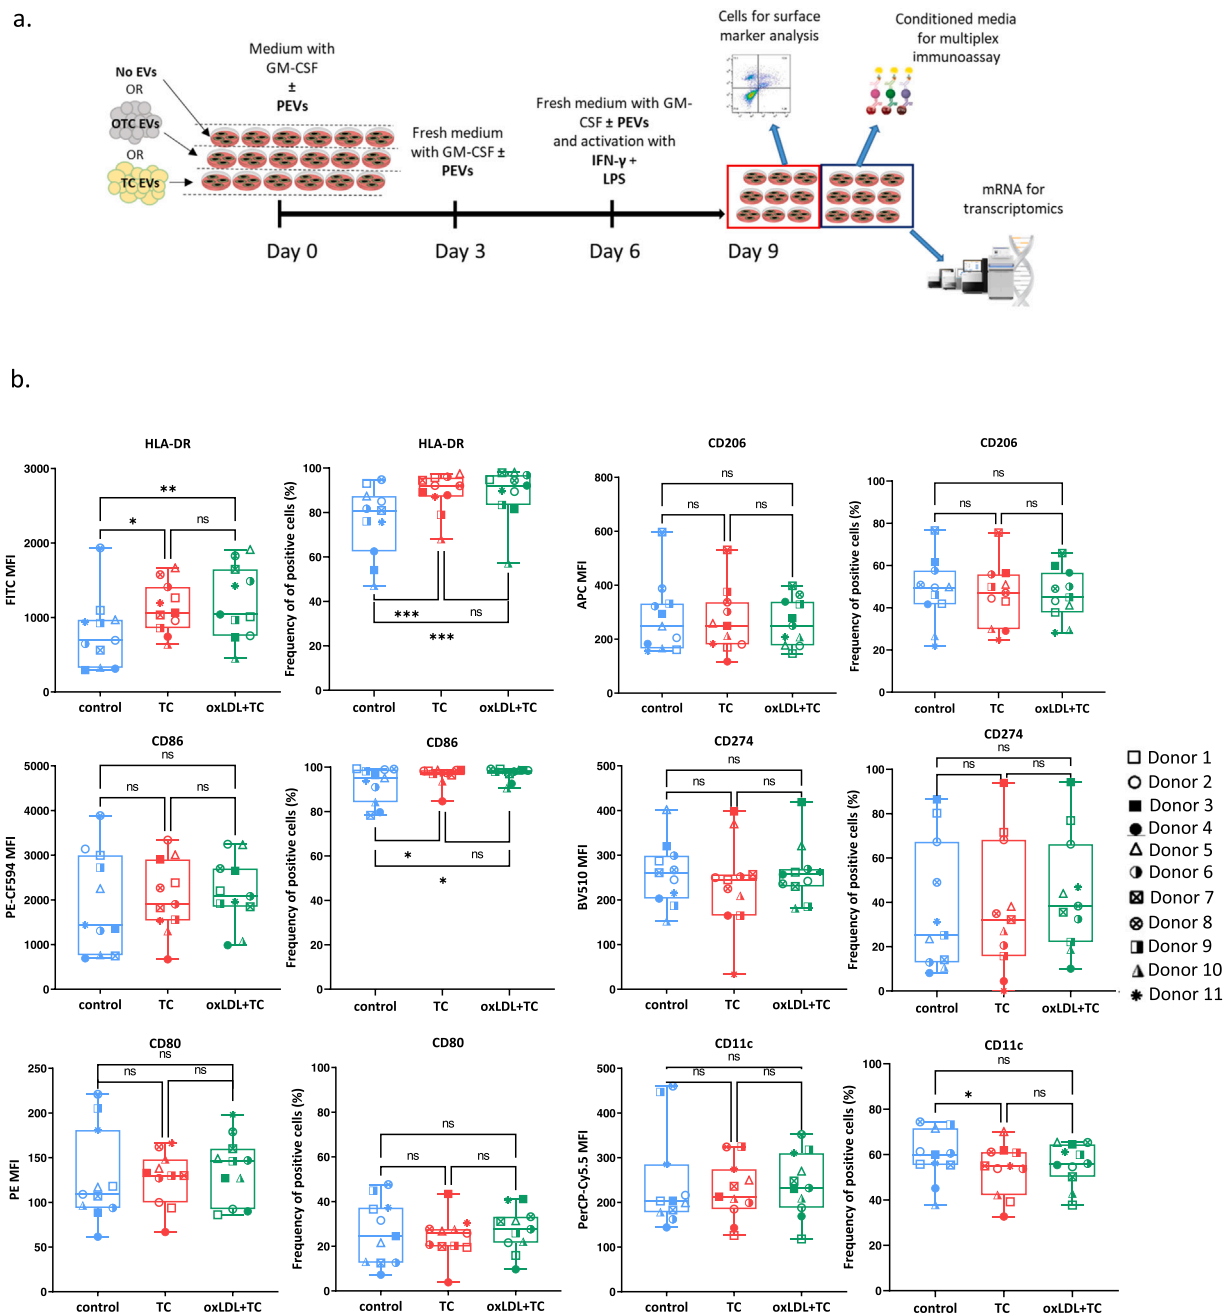 a.
No EVs
OR
OTC EVs
OR
TC EVs
Medium with
GM-CSF
±
PEVs
Fresh medium
with GM-CSF ±
PEVs
Fresh medium with GM-
CSF ± PEVs
and activation with
IFN-γ +
LPS
Cells for surface
marker analysis
Conditioned media
for multiplex
immunoassay
mRNA for
transcriptomics
Day 0
Day 3
Day 6
Day 9
b.
HLA-DR
FITC MFI
3000
2000
1000
0
**
*
ns
control TC oxLDL+TC
HLA-DR
Frequency of of positive cells (%)
100
80
60
40
20
0
***
ns
***
control TC oxLDL+TC
CD206
APC MFI
800
600
400
200
0
ns
ns ns
control TC oxLDL+TC
CD206
Frequency of positive cells (%)
100
80
60
40
20
0
ns
ns ns
control TC oxLDL+TC
CD86
PE-CF594 MFI
5000
4000
3000
2000
1000
0
ns
ns ns
control TC oxLDL+TC
CD86
Frequency of positive cells (%)
100
80
60
40
20
0
* ns
*
control TC oxLDL+TC
CD274
BV510 MFI
500
400
300
200
100
0
ns
ns ns
control TC oxLDL+TC
CD274
Frequency of positive cells (%)
100
80
60
40
20
0
ns
ns ns
control TC oxLDL+TC
Donor 1
Donor 2
Donor 3
Donor 4
Donor 5
Donor 6
Donor 7
Donor 8
Donor 9
Donor 10
Donor 11
CD80
PE MFI
250
200
150
100
50
0
ns
ns ns
control TC oxLDL+TC
CD80
Frequency of positive cells (%)
100
80
60
40
20
0
ns
ns ns
control TC oxLDL+TC
CD11c
PerCP-Cy5.5 MFI
500
400
300
200
100
0
ns
ns ns
control TC oxLDL+TC
CD11c
Frequency of positive cells (%)
100
80
60
40
20
0
ns
* ns
control TC oxLDL+TC